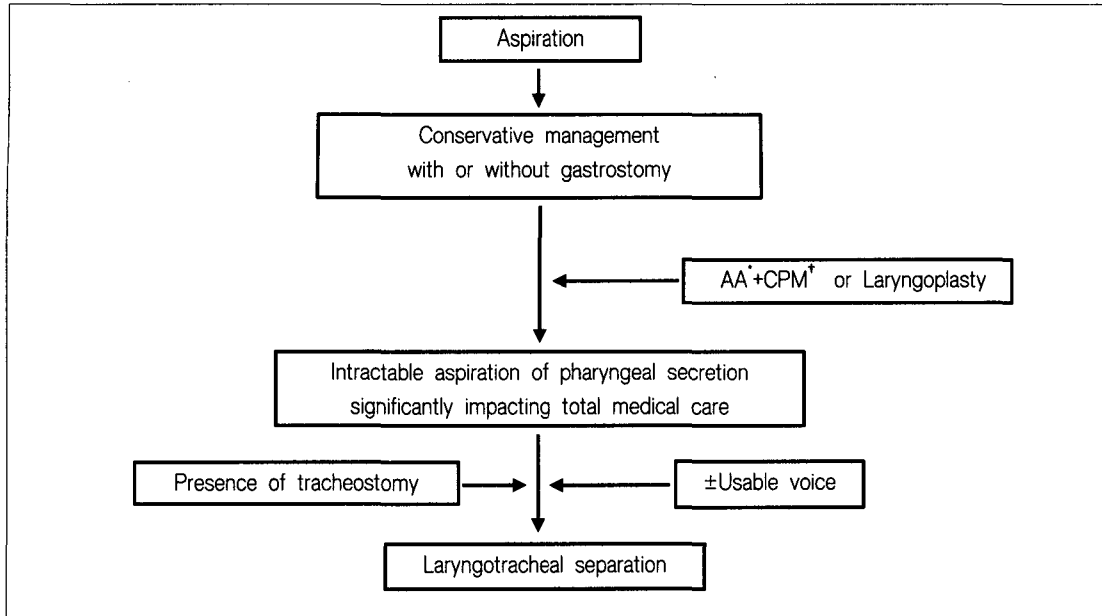 Aspiration
Conservative management
with or without gastrostomy
AA*+CPM† or Laryngoplasty
Intractable aspiration of pharyngeal secretion
significantly impacting total medical care
Presence of tracheostomy
±Usable voice
Laryngotracheal separation